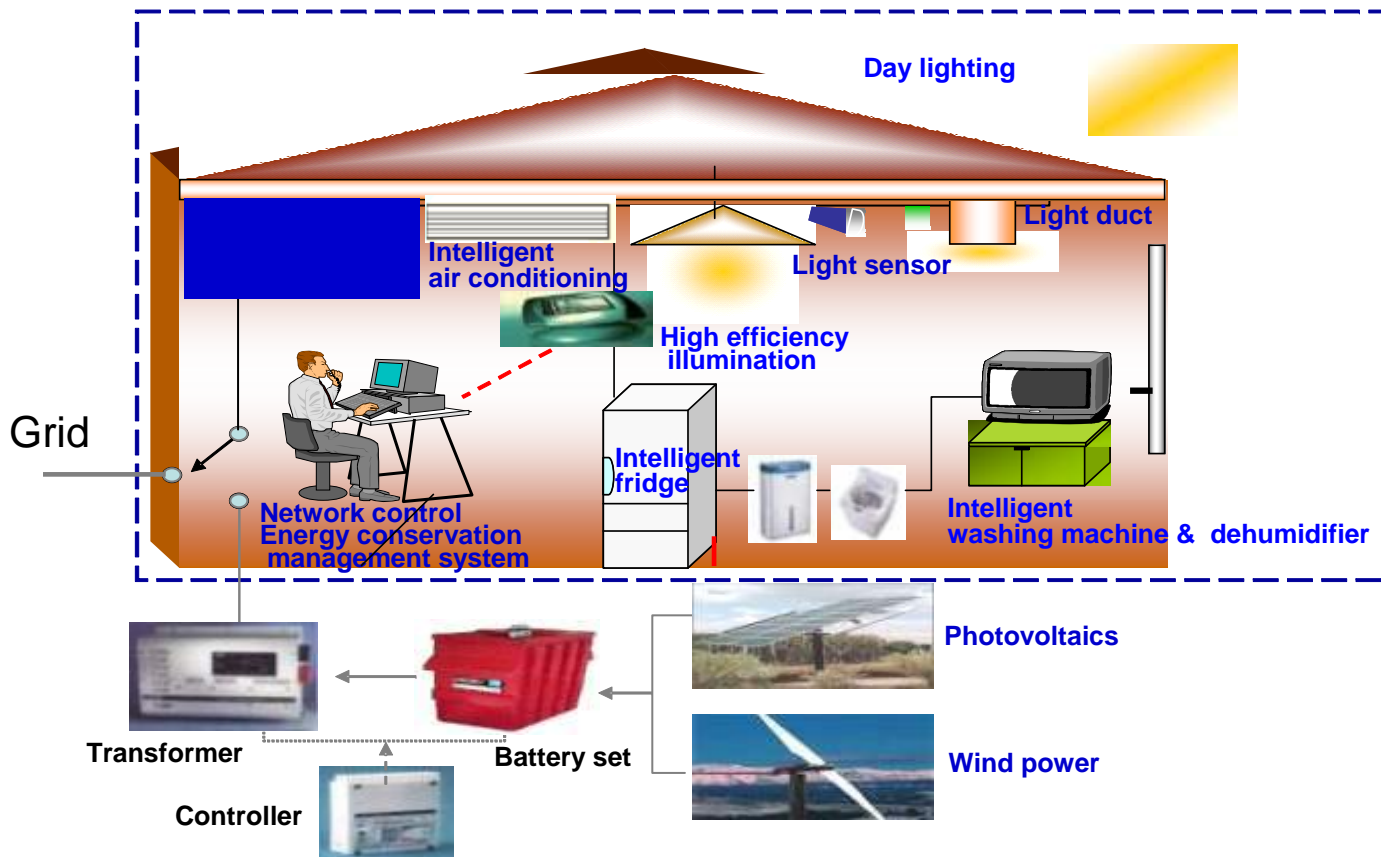 Day lighting
Light duct
Intelligent
air conditioning
Light sensor
High efficiency
illumination
Grid
Intelligent
fridge
Network control
Energy conservation
management system
Intelligent
washing machine & dehumidifier
Photovoltaics
Transformer
Battery set
Wind power
Controller